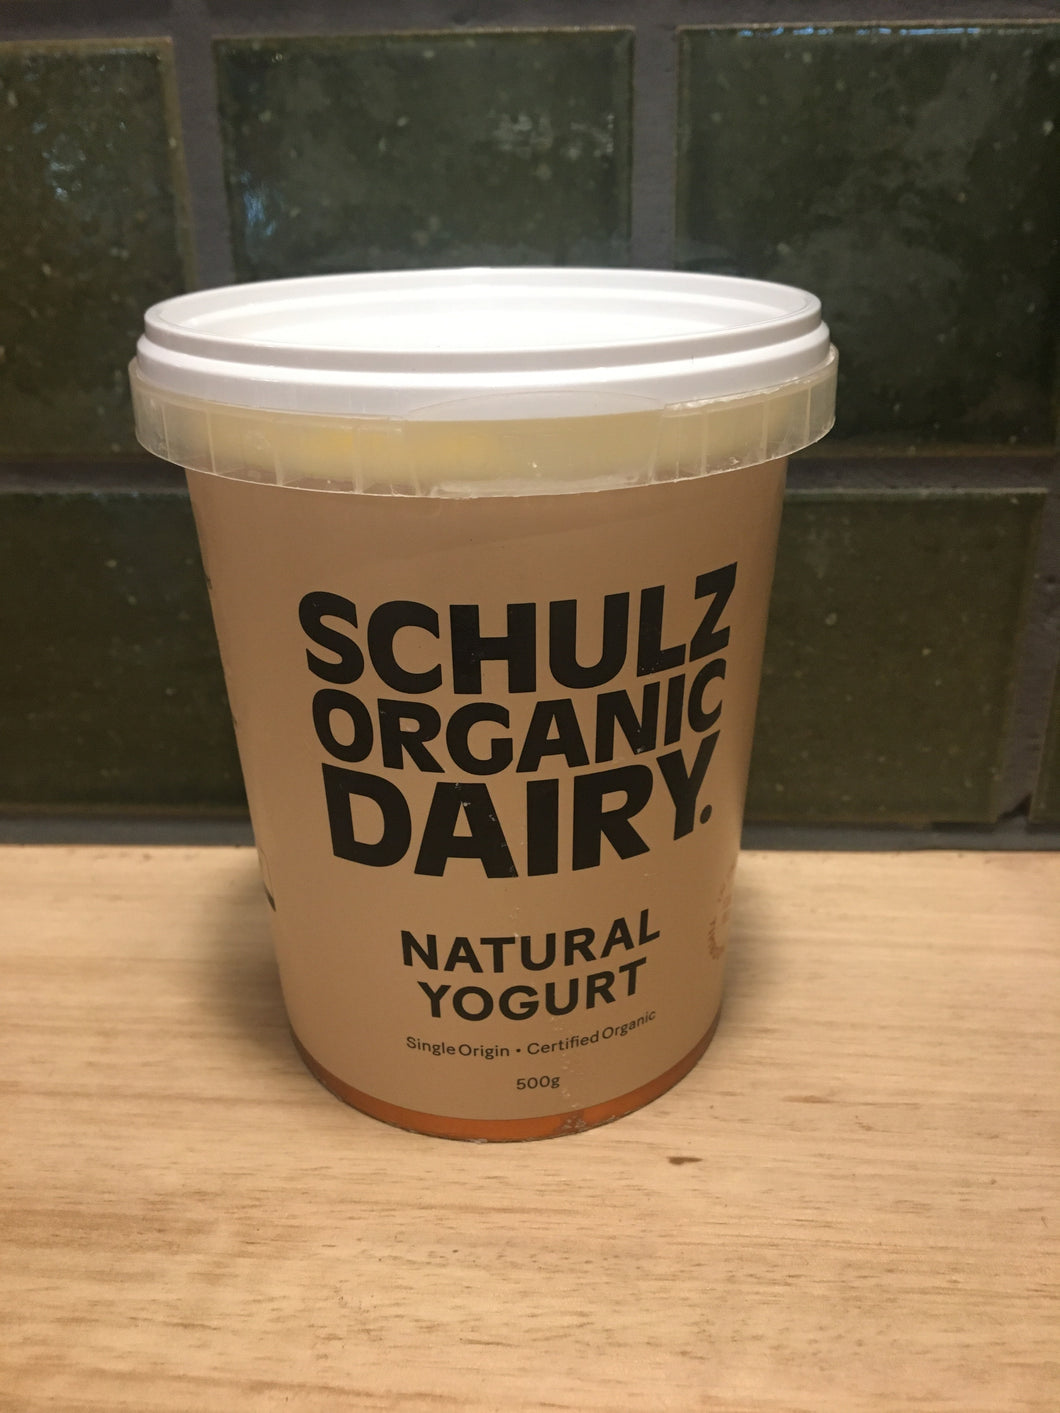 SCHULZ
ORGANIC
DAIRY.
NATURAL
YOGURT
Single Origin • Certified Organic
500g